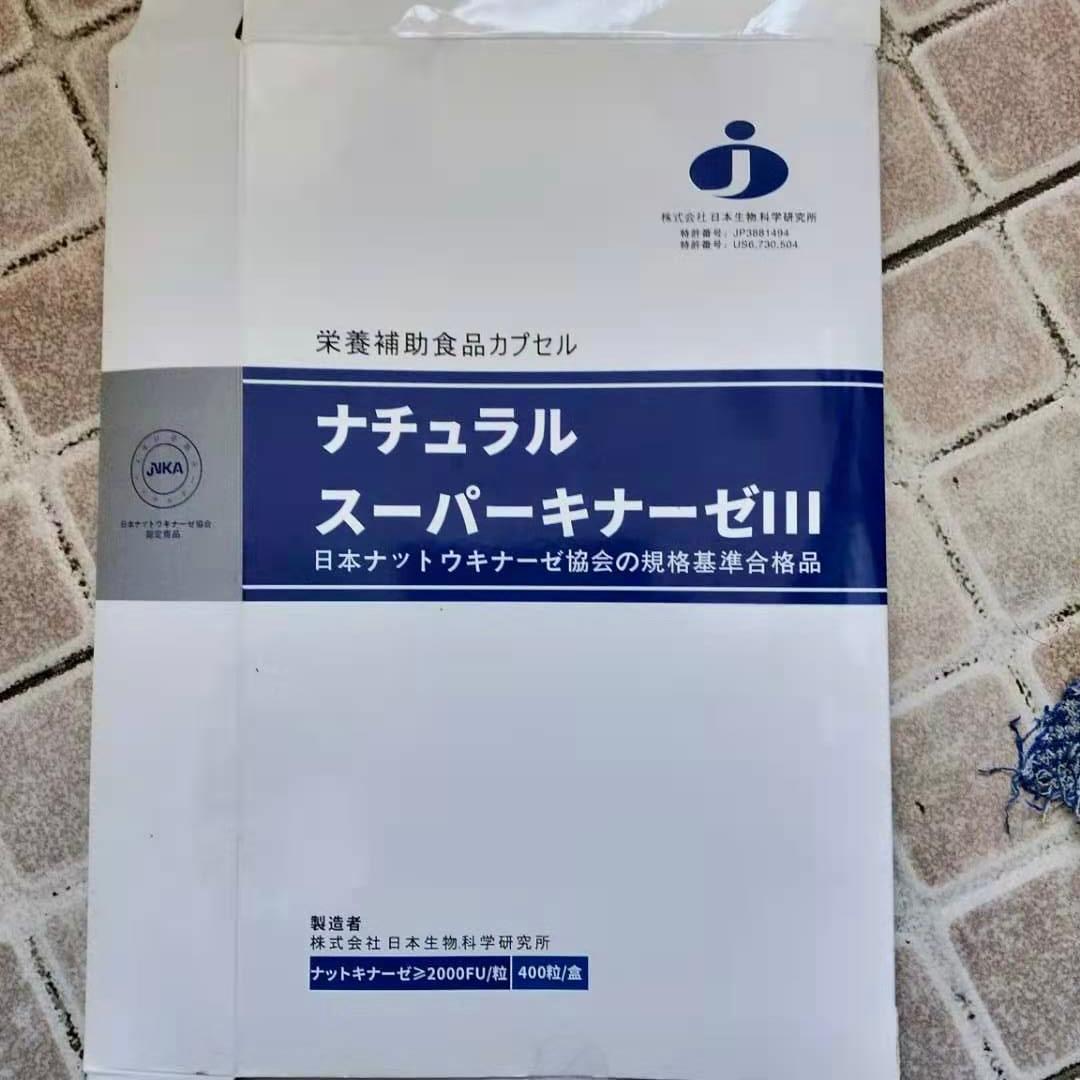 J
株式会社日本生物科学研究所
特許番号：JP3881494
特許番号：US6,730,504
栄養補助食品カプセル
ナチュラル
スーパーキナーゼIII
日本ナットウキナーゼ協会の規格基準合格品
JNKA
日本ナットウキナーゼ協会
認定商品
製造者
株式会社日本生物科学研究所
ナットキナーゼ≥2000FU/粒 400粒/盒